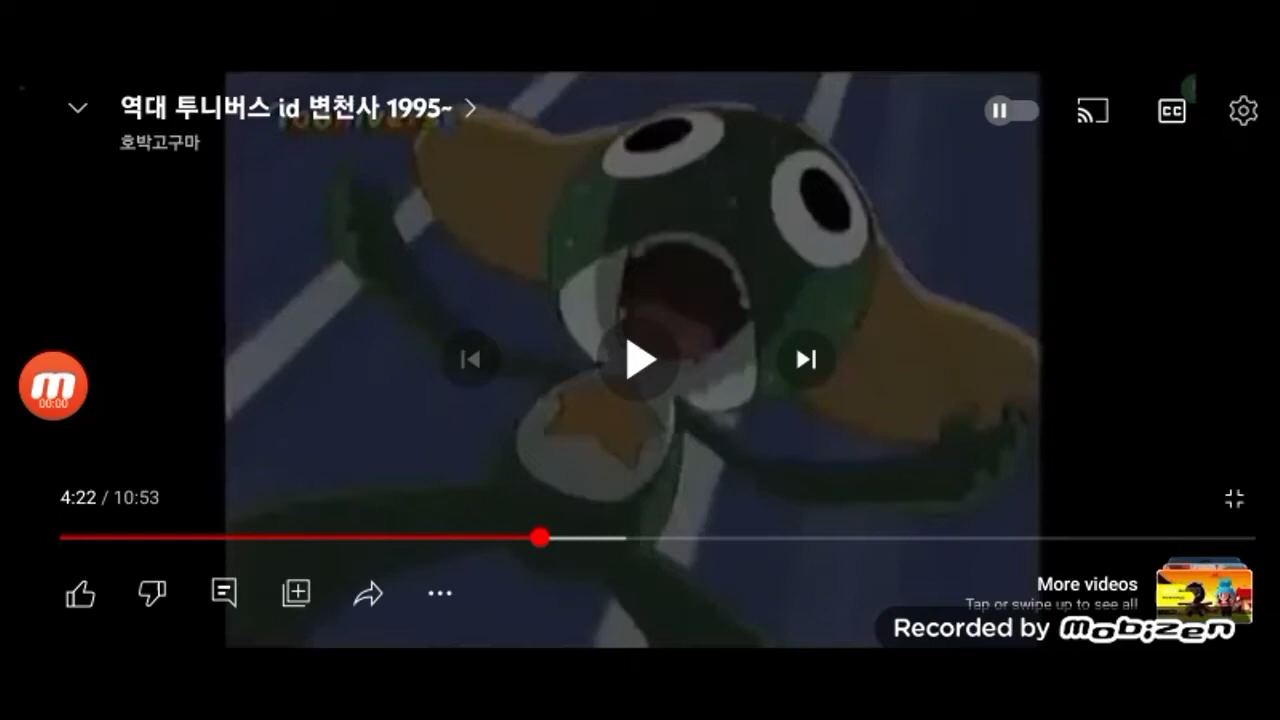 역대 투니버스 id 변천사 1995~
호박고구마
CC
00:00
4:22 / 10:53
More videos
Tap or swipe up to see all
Recorded by Mobizen